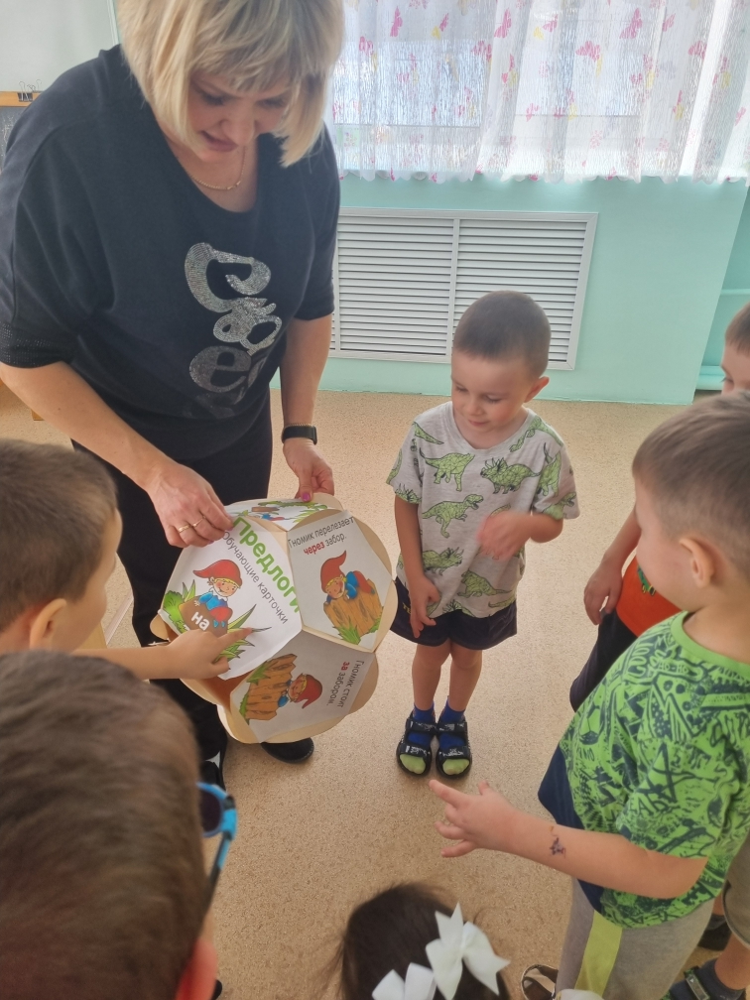 Предлоги
Обучающие карточки
на
Гномик перелезает
через забор.
Гномик стоит
за забором.